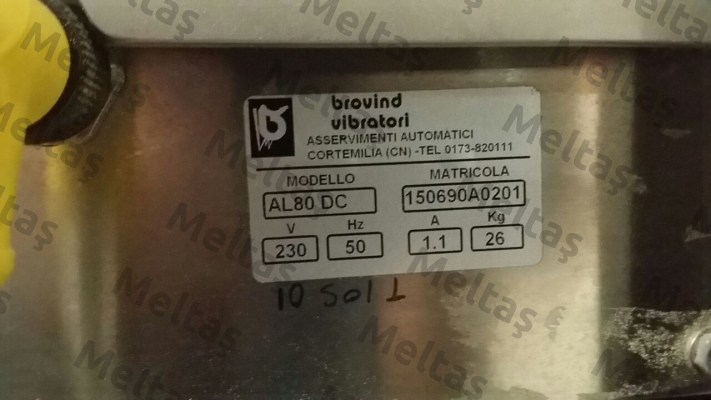 brovind
vibratori
ASSERVIMENTI AUTOMATICI
CORTEMILIA (CN) -TEL 0173-820111
MODELLO MATRICOLA
AL80 DC 150690A0201
V Hz A Kg
230 50 1.1 26
10 SOL 1
Meltaş